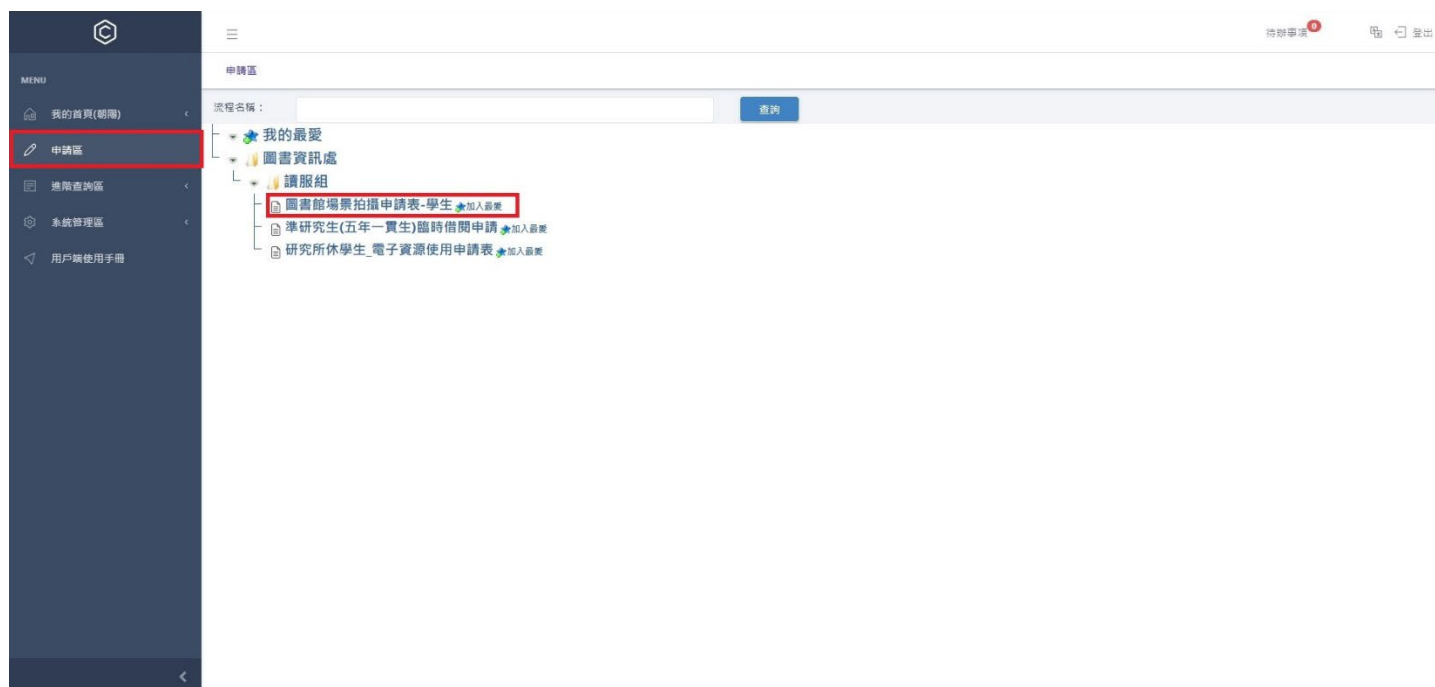 待辦事項 0 登出
MENU
我的首頁(朝陽)
申請區
進階查詢區
系統管理區
用戶端使用手冊
申請區
流程名稱： 查詢
我的最愛
圖書資訊處
讀服組
圖書館場景拍攝申請表-學生 加入最愛
準研究生(五年一貫生)臨時借閱申請 加入最愛
研究所休學生_電子資源使用申請表 加入最愛